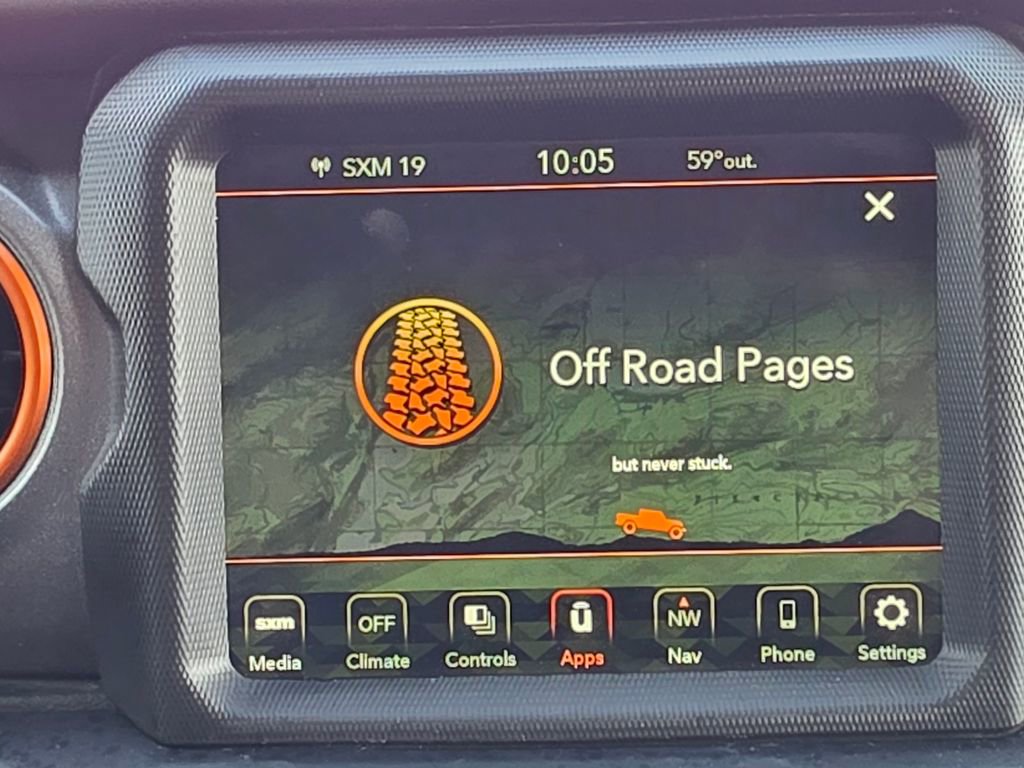 SXM 19 10:05 59° out.
Off Road Pages
but never stuck.
sxm OFF NW
Media Climate Controls Apps Nav Phone Settings